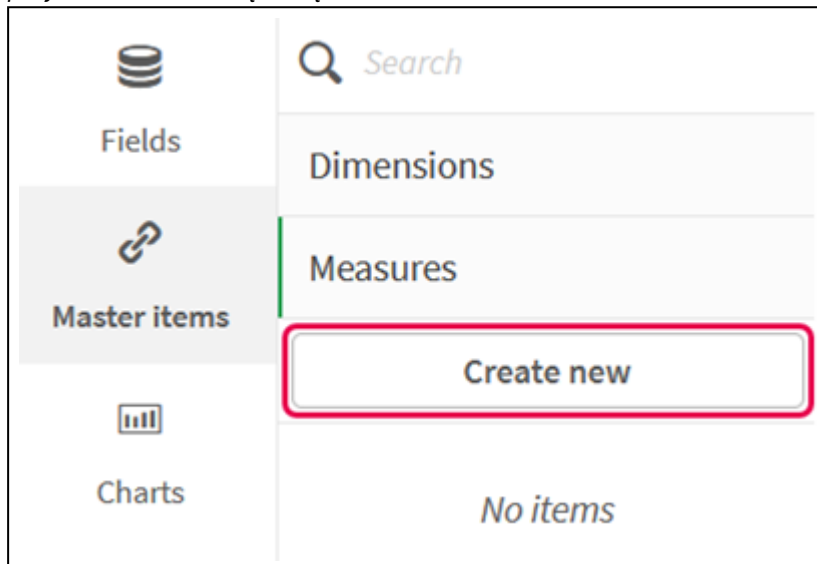 Search
Fields
Dimensions
Measures
Master items
Create new
Charts
No items